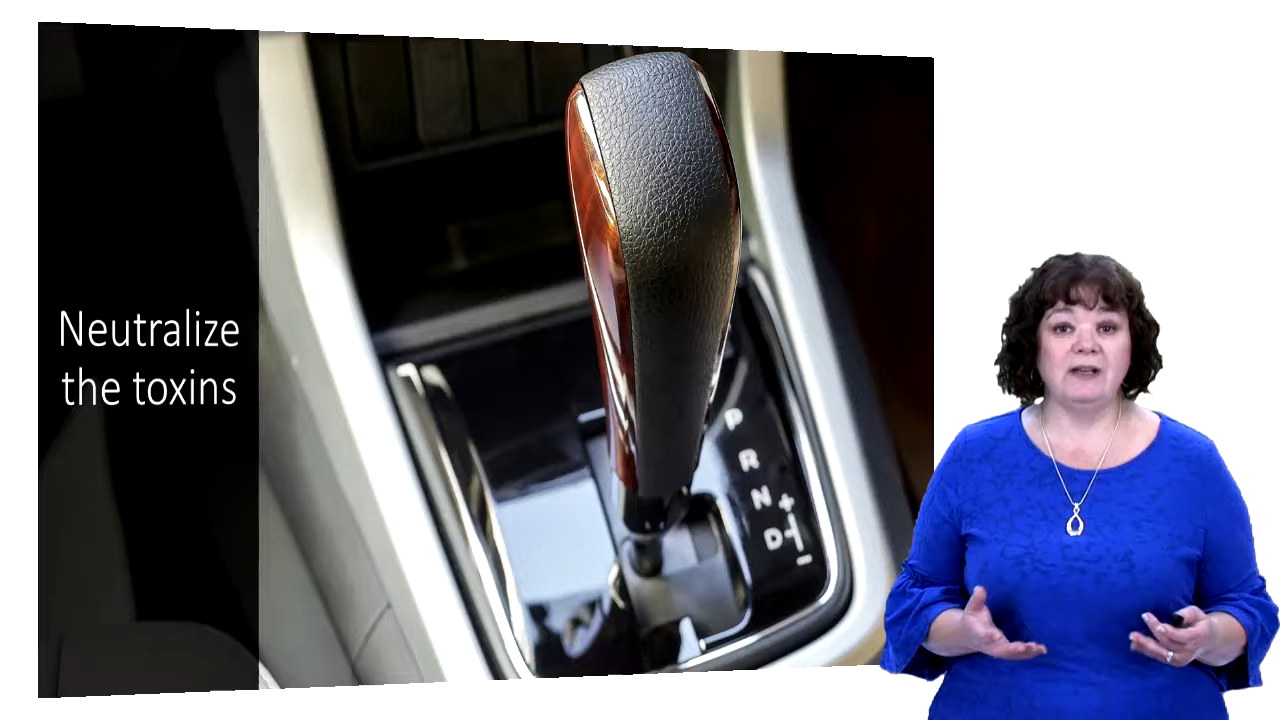 Neutralize
the toxins
P
R
N +
D
–